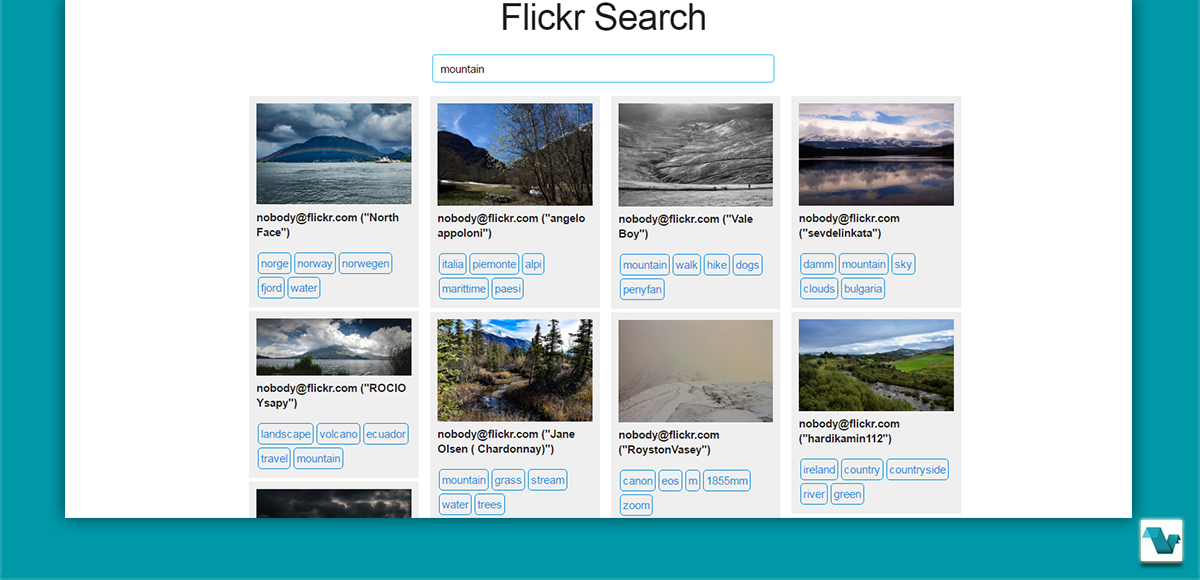 Flickr Search
mountain
nobody@flickr.com ("North
Face")
norge norway norwegen
fjord water
nobody@flickr.com ("ROCIO
Ysapy")
landscape volcano ecuador
travel mountain
nobody@flickr.com ("angelo
appoloni")
italia piemonte alpi
marittime paesi
nobody@flickr.com ("Jane
Olsen ( Chardonnay)")
mountain grass stream
water trees
nobody@flickr.com ("Vale
Boy")
mountain walk hike dogs
penyfan
nobody@flickr.com
("RoystonVasey")
canon eos m 1855mm
zoom
nobody@flickr.com
("sevdelinkata")
damm mountain sky
clouds bulgaria
nobody@flickr.com
("hardikamin112")
ireland country countryside
river green